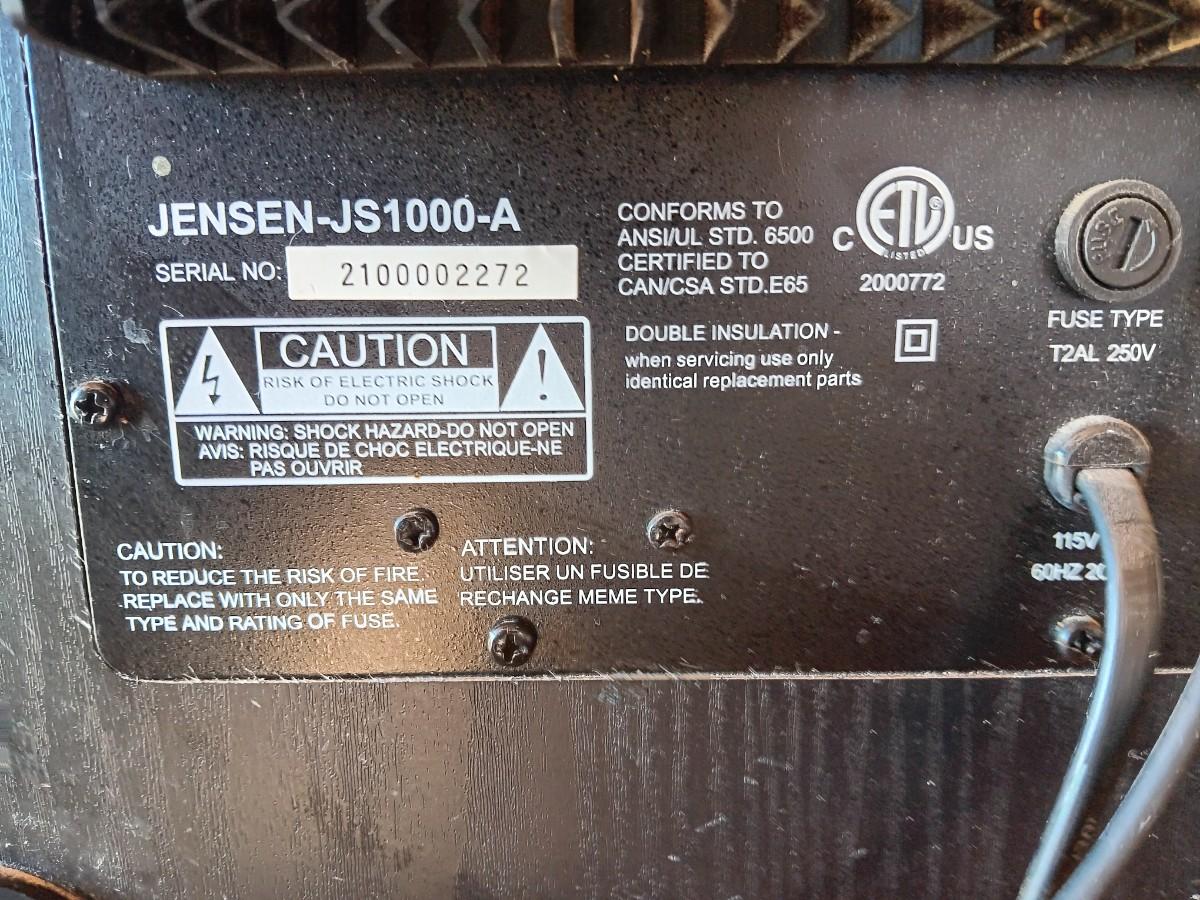 JENSEN-JS1000-A
SERIAL NO: 2100002272
CAUTION
RISK OF ELECTRIC SHOCK
DO NOT OPEN
WARNING: SHOCK HAZARD-DO NOT OPEN
AVIS: RISQUE DE CHOC ELECTRIQUE-NE
PAS OUVRIR
CONFORMS TO
ANSI/UL STD. 6500
CERTIFIED TO
CAN/CSA STD.E65
C ETL US
LISTED
2000772
DOUBLE INSULATION -
when servicing use only
identical replacement parts
FUSE
FUSE TYPE
T2AL 250V
115V
60HZ 20
CAUTION:
TO REDUCE THE RISK OF FIRE.
REPLACE WITH ONLY THE SAME
TYPE AND RATING OF FUSE.
ATTENTION:
UTILISER UN FUSIBLE DE
RECHANGE MEME TYPE.